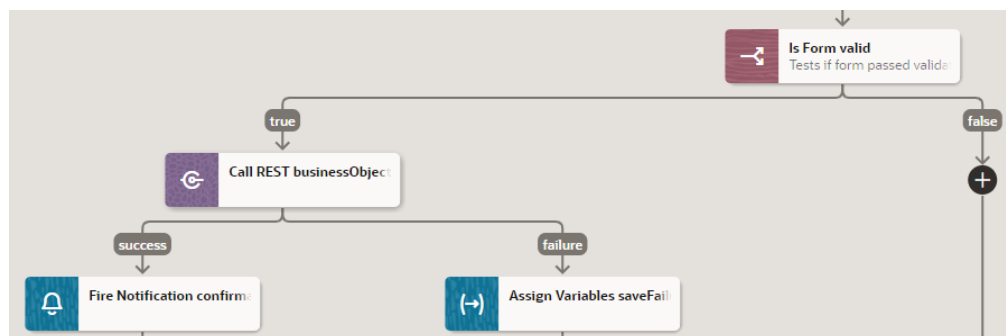 Is Form valid
Tests if form passed valida
true
false
Call REST businessObject
success
failure
Fire Notification confirma
Assign Variables saveFail